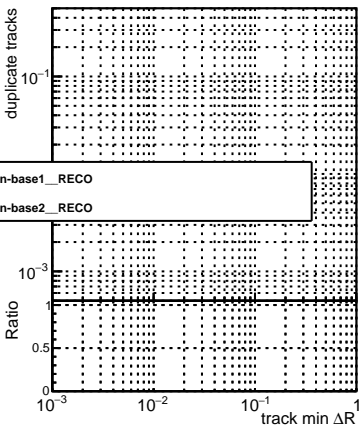 duplicate tracks
10⁻¹
n-base1__RECO
n-base2__RECO
10⁻³
Ratio
1
0.5
0
10⁻³ 10⁻² 10⁻¹ 1
track min ΔR